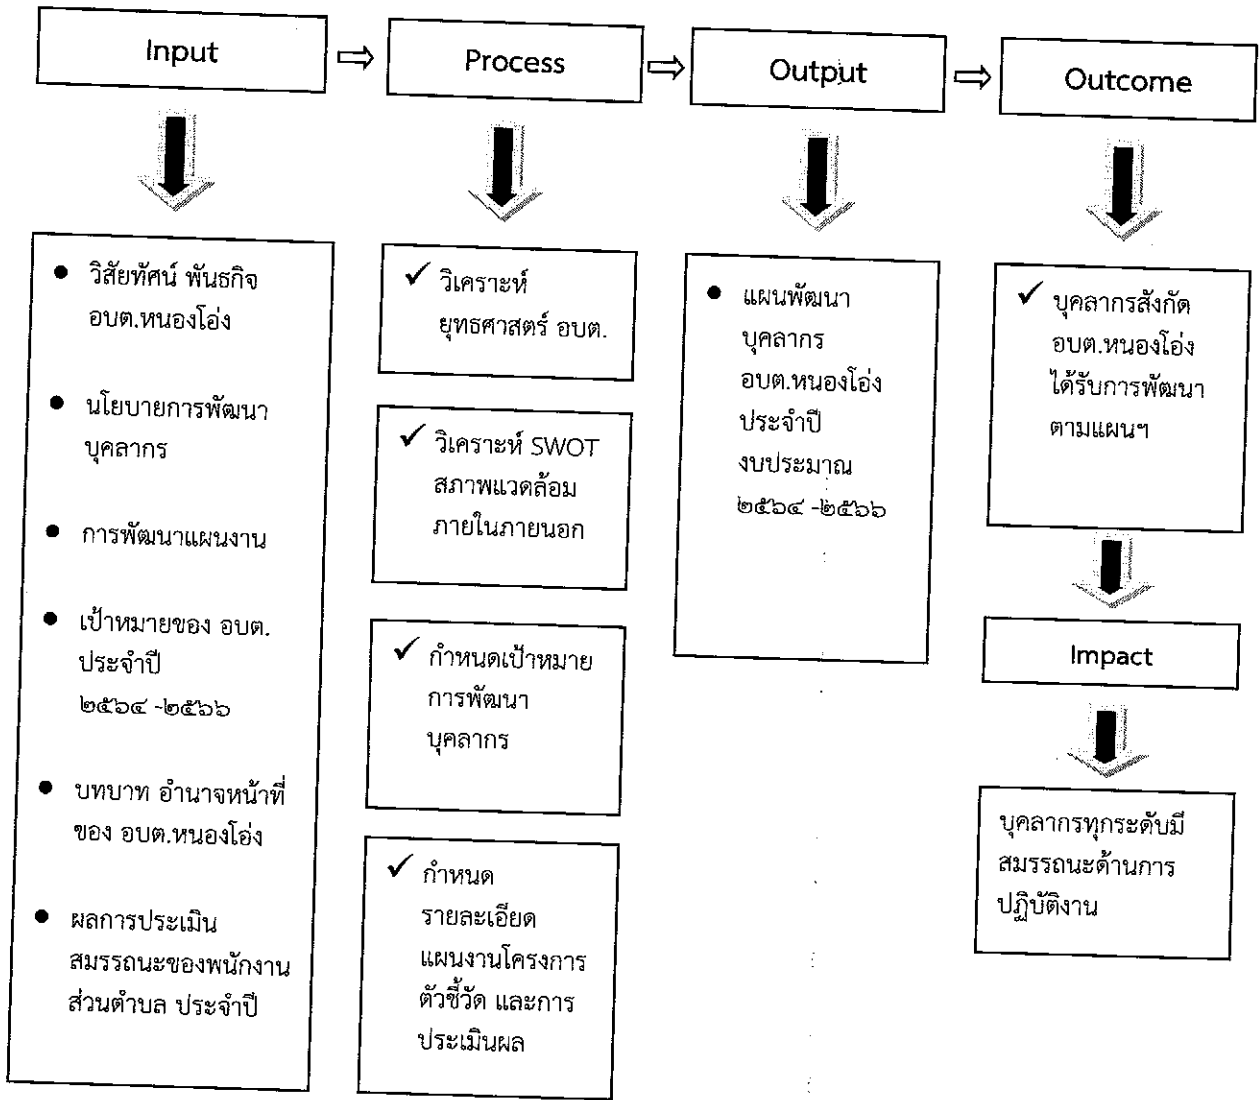 Input
Process
Output
Outcome
● วิสัยทัศน์ พันธกิจ
อบต.หนองโอ่ง
● นโยบายการพัฒนา
บุคลากร
● การพัฒนาแผนงาน
● เป้าหมายของ อบต.
ประจำปี
๒๕๖๔ -๒๕๖๖
● บทบาท อำนาจหน้าที่
ของ อบต.หนองโอ่ง
● ผลการประเมิน
สมรรถนะของพนักงาน
ส่วนตำบล ประจำปี
✓ วิเคราะห์
ยุทธศาสตร์ อบต.
✓ วิเคราะห์ SWOT
สภาพแวดล้อม
ภายในภายนอก
✓ กำหนดเป้าหมาย
การพัฒนา
บุคลากร
✓ กำหนด
รายละเอียด
แผนงานโครงการ
ตัวชี้วัด และการ
ประเมินผล
● แผนพัฒนา
บุคลากร
อบต.หนองโอ่ง
ประจำปี
งบประมาณ
๒๕๖๔ -๒๕๖๖
✓ บุคลากรสังกัด
อบต.หนองโอ่ง
ได้รับการพัฒนา
ตามแผนฯ
Impact
บุคลากรทุกระดับมี
สมรรถนะด้านการ
ปฏิบัติงาน